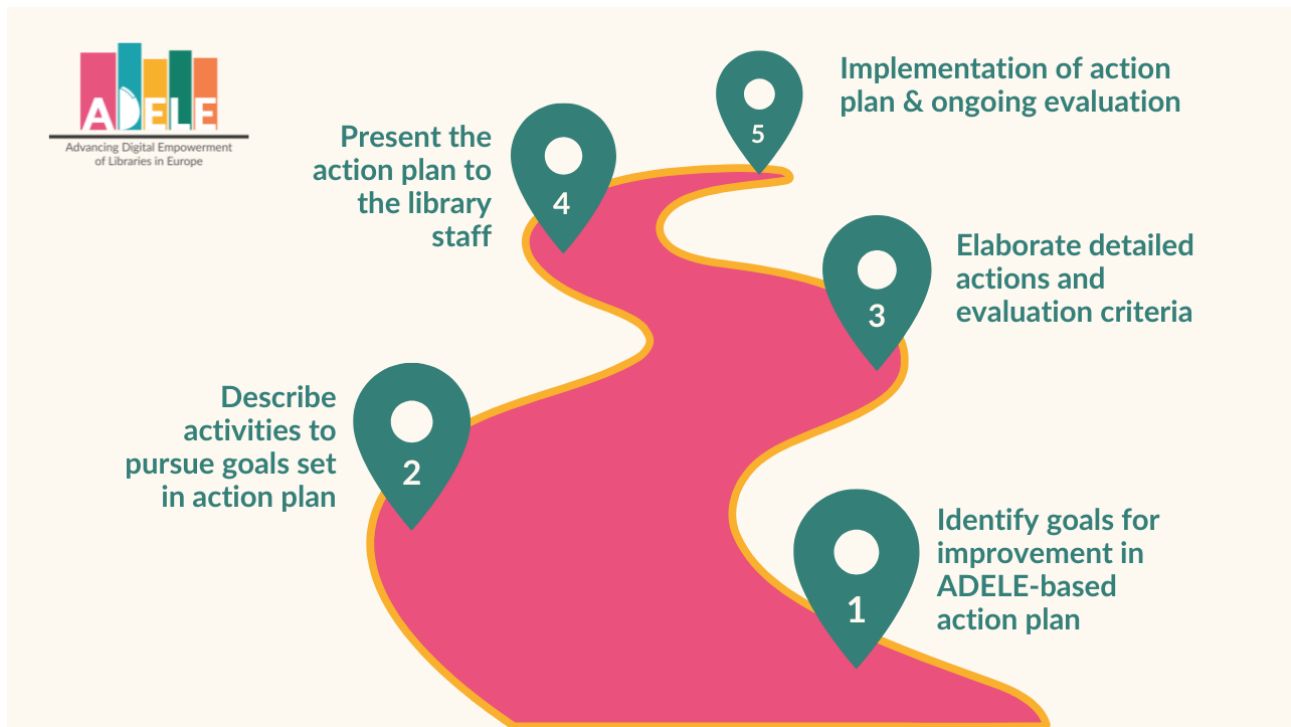 ADELE
Advancing Digital Empowerment
of Libraries in Europe
5
Implementation of action
plan & ongoing evaluation
Present the
action plan to
the library
staff
4
3
Elaborate detailed
actions and
evaluation criteria
Describe
activities to
pursue goals set
in action plan
2
1
Identify goals for
improvement in
ADELE-based
action plan